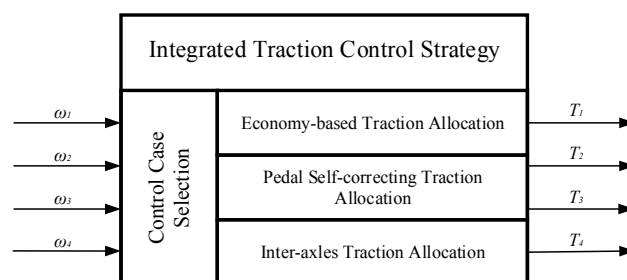 Integrated Traction Control Strategy
ω1
ω2
ω3
ω4
Control Case
Selection
Economy-based Traction Allocation
Pedal Self-correcting Traction
Allocation
Inter-axles Traction Allocation
T1
T2
T3
T4